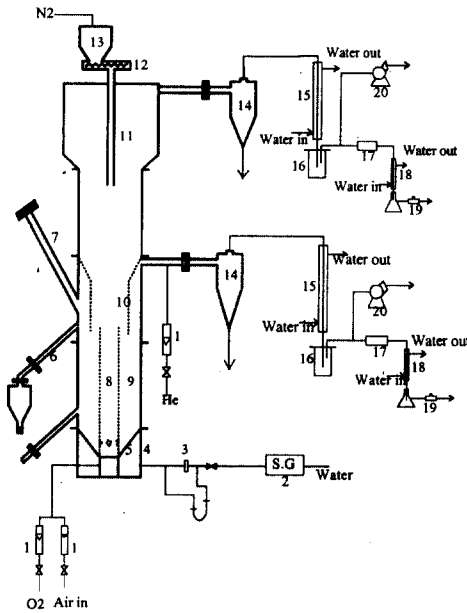 N2
13
12
11
14
15
Water out
20
Water in
16
17
Water out
18
Water in
19
7
10
14
15
Water out
20
Water in
16
17
Water out
18
Water in
19
1
He
6
8
9
5
4
3
S.G
2
Water
1
1
O2
Air in